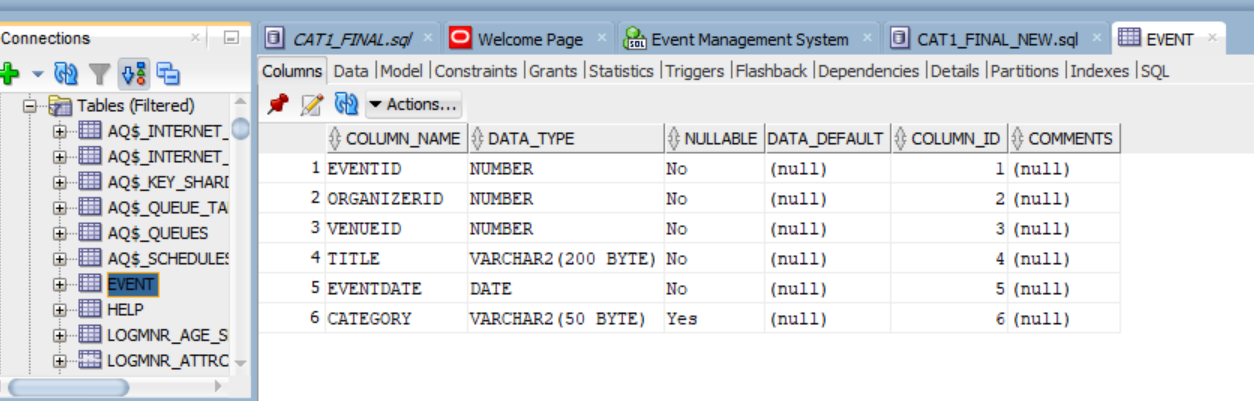 Connections
CAT1_FINAL.sql
Welcome Page
Event Management System
CAT1_FINAL_NEW.sql
EVENT
Columns Data |Model |Constraints |Grants |Statistics |Triggers |Flashback |Dependencies |Details |Partitions |Indexes |SQL
Actions...
Tables (Filtered)
AQ$_INTERNET_
AQ$_INTERNET_
AQ$_KEY_SHARD
AQ$_QUEUE_TA
AQ$_QUEUES
AQ$_SCHEDULES
EVENT
HELP
LOGMNR_AGE_S
LOGMNR_ATTRC
COLUMN_NAME DATA_TYPE NULLABLE DATA_DEFAULT COLUMN_ID COMMENTS
1 EVENTID NUMBER No (null) 1 (null)
2 ORGANIZERID NUMBER No (null) 2 (null)
3 VENUEID NUMBER No (null) 3 (null)
4 TITLE VARCHAR2(200 BYTE) No (null) 4 (null)
5 EVENTDATE DATE No (null) 5 (null)
6 CATEGORY VARCHAR2(50 BYTE) Yes (null) 6 (null)